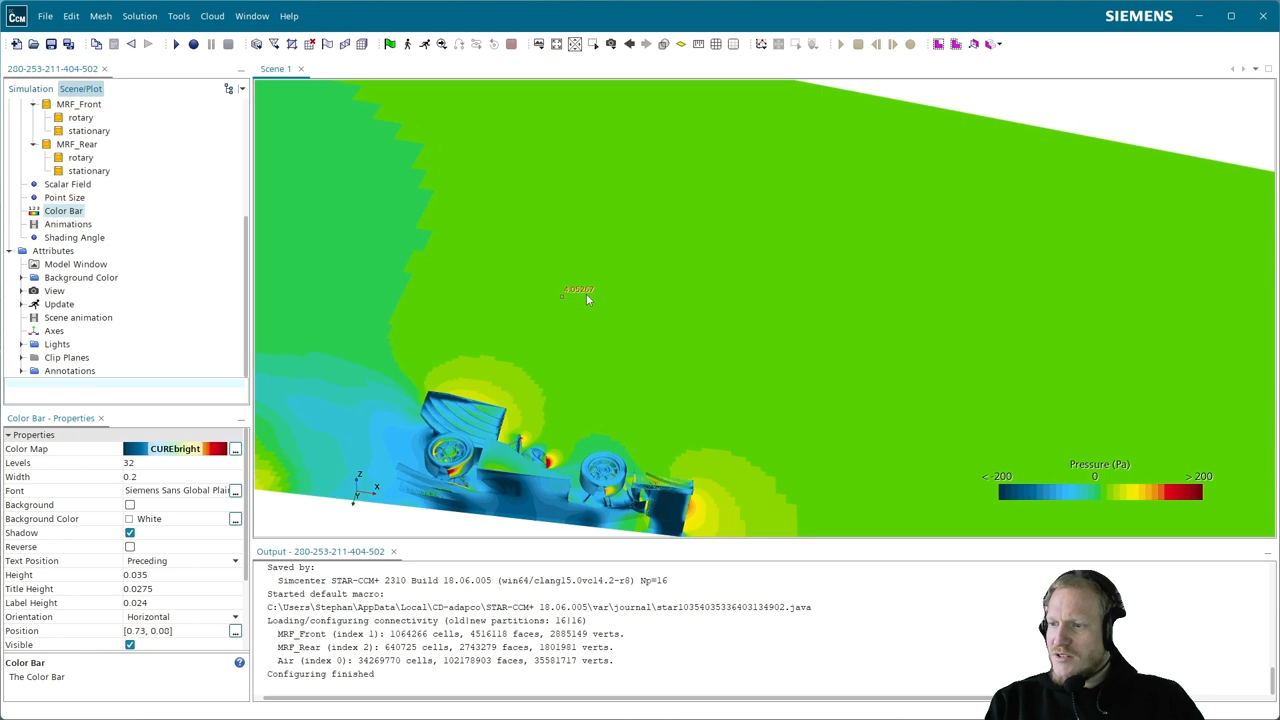 CCM File Edit Mesh Solution Tools Cloud Window Help SIEMENS
280-253-211-404-502
Scene 1
Simulation Scene/Plot
MRF_Front
rotary
stationary
MRF_Rear
rotary
stationary
Scalar Field
Point Size
Color Bar
Animations
Shading Angle
Attributes
Model Window
Background Color
View
Update
Scene animation
Axes
Lights
Clip Planes
Annotations
4.05267
Z
X
Y
Pressure (Pa)
< -200 0 > 200
Color Bar - Properties
Properties
Color Map CUREbright ...
Levels 32
Width 0.2
Font Siemens Sans Global Plain ...
Background
Background Color White ...
Shadow
Reverse
Text Position Preceding
Height 0.035
Title Height 0.0275
Label Height 0.024
Orientation Horizontal
Position [0.73, 0.08] ...
Visible
Color Bar
The Color Bar
Output - 280-253-211-404-502
Saved by:
Simcenter STAR-CCM+ 2310 Build 18.06.005 (win64/clang15.0vc14.2-r8) Np=16
Started default macro:
C:\Users\Stephan\AppData\Local\CD-adapco\STAR-CCM+ 18.06.005\var\journal\star10354035336403134902.java
Loading/configuring connectivity (old|new partitions: 16|16)
MRF_Front (index 1): 1064266 cells, 4516118 faces, 2885149 verts.
MRF_Rear (index 2): 640725 cells, 2743279 faces, 1801981 verts.
Air (index 0): 34269770 cells, 102178903 faces, 35581717 verts.
Configuring finished